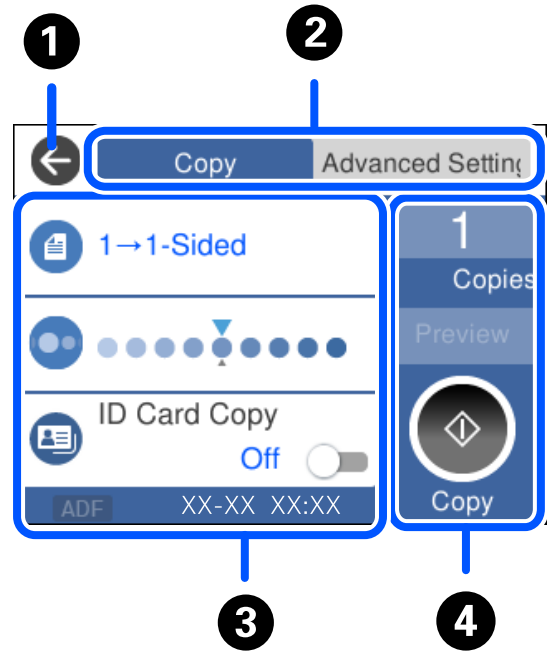 1
2
Copy
Advanced Setting
1→1-Sided
1
Copies
Preview
ID Card Copy
Off
Copy
ADF
XX-XX XX:XX
3
4